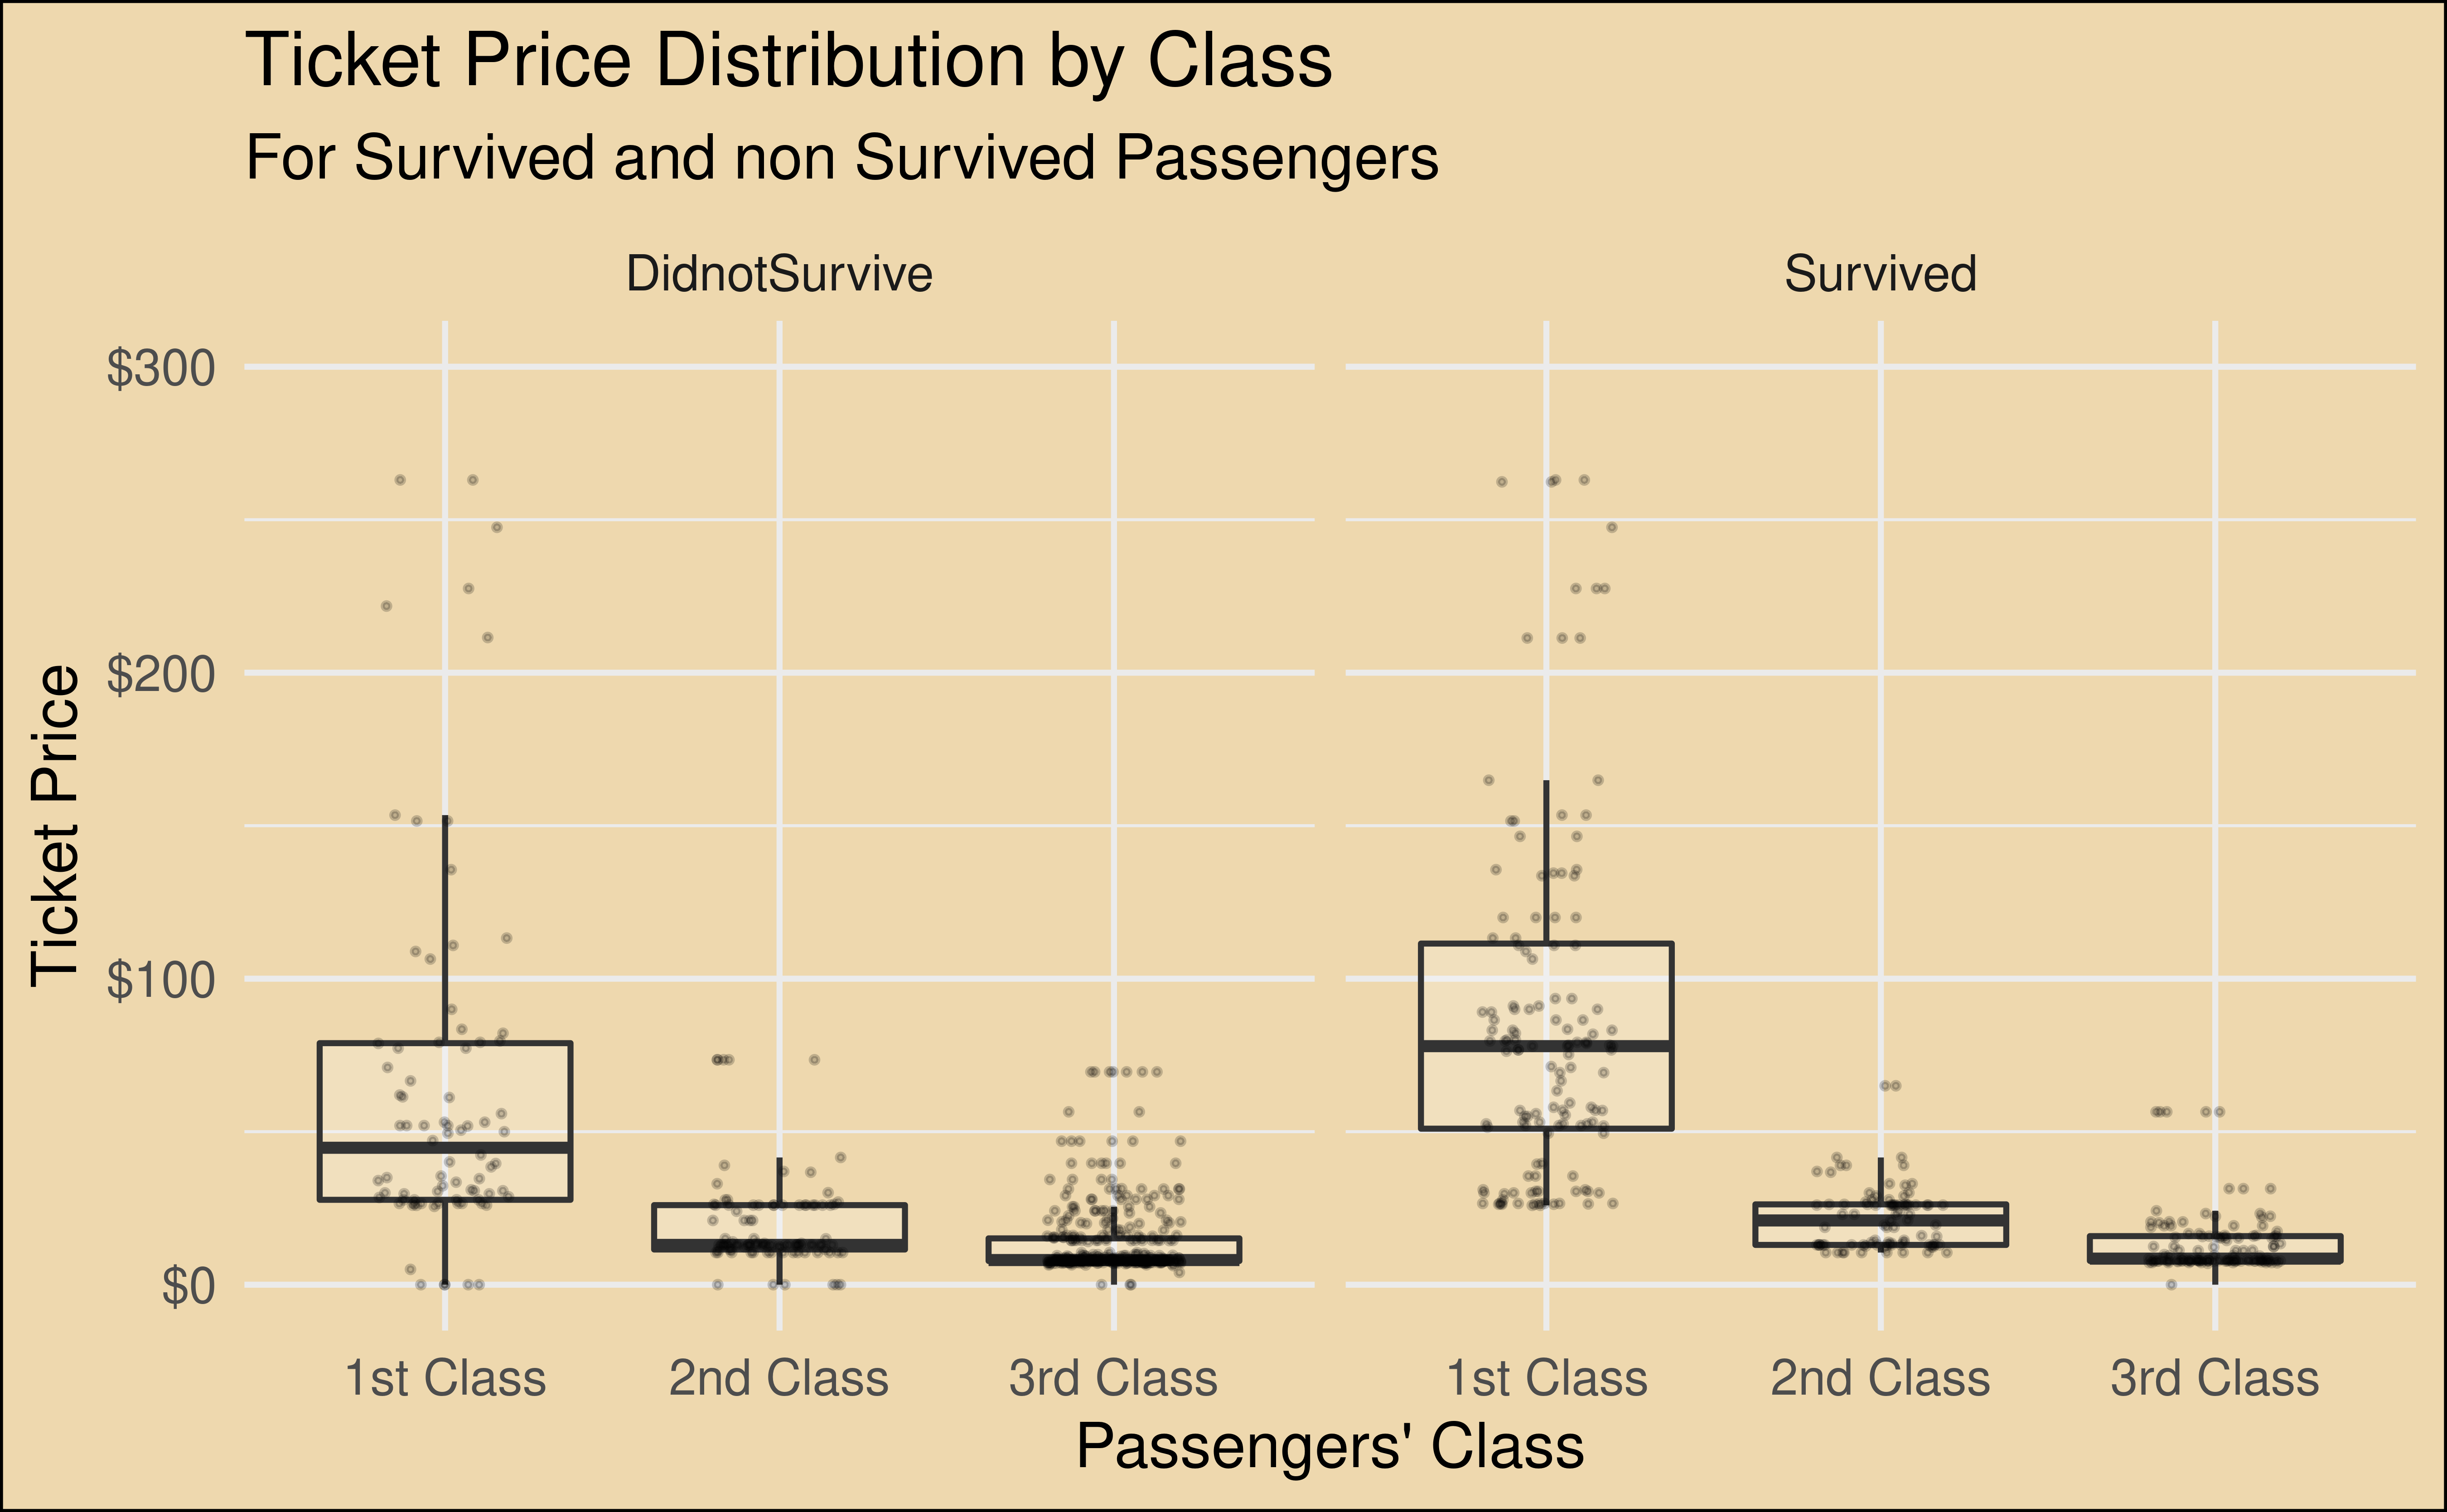 Ticket Price Distribution by Class
For Survived and non Survived Passengers
DidnotSurvive
Survived
$300
$200
$100
$0
Ticket Price
1st Class
2nd Class
3rd Class
1st Class
2nd Class
3rd Class
Passengers' Class